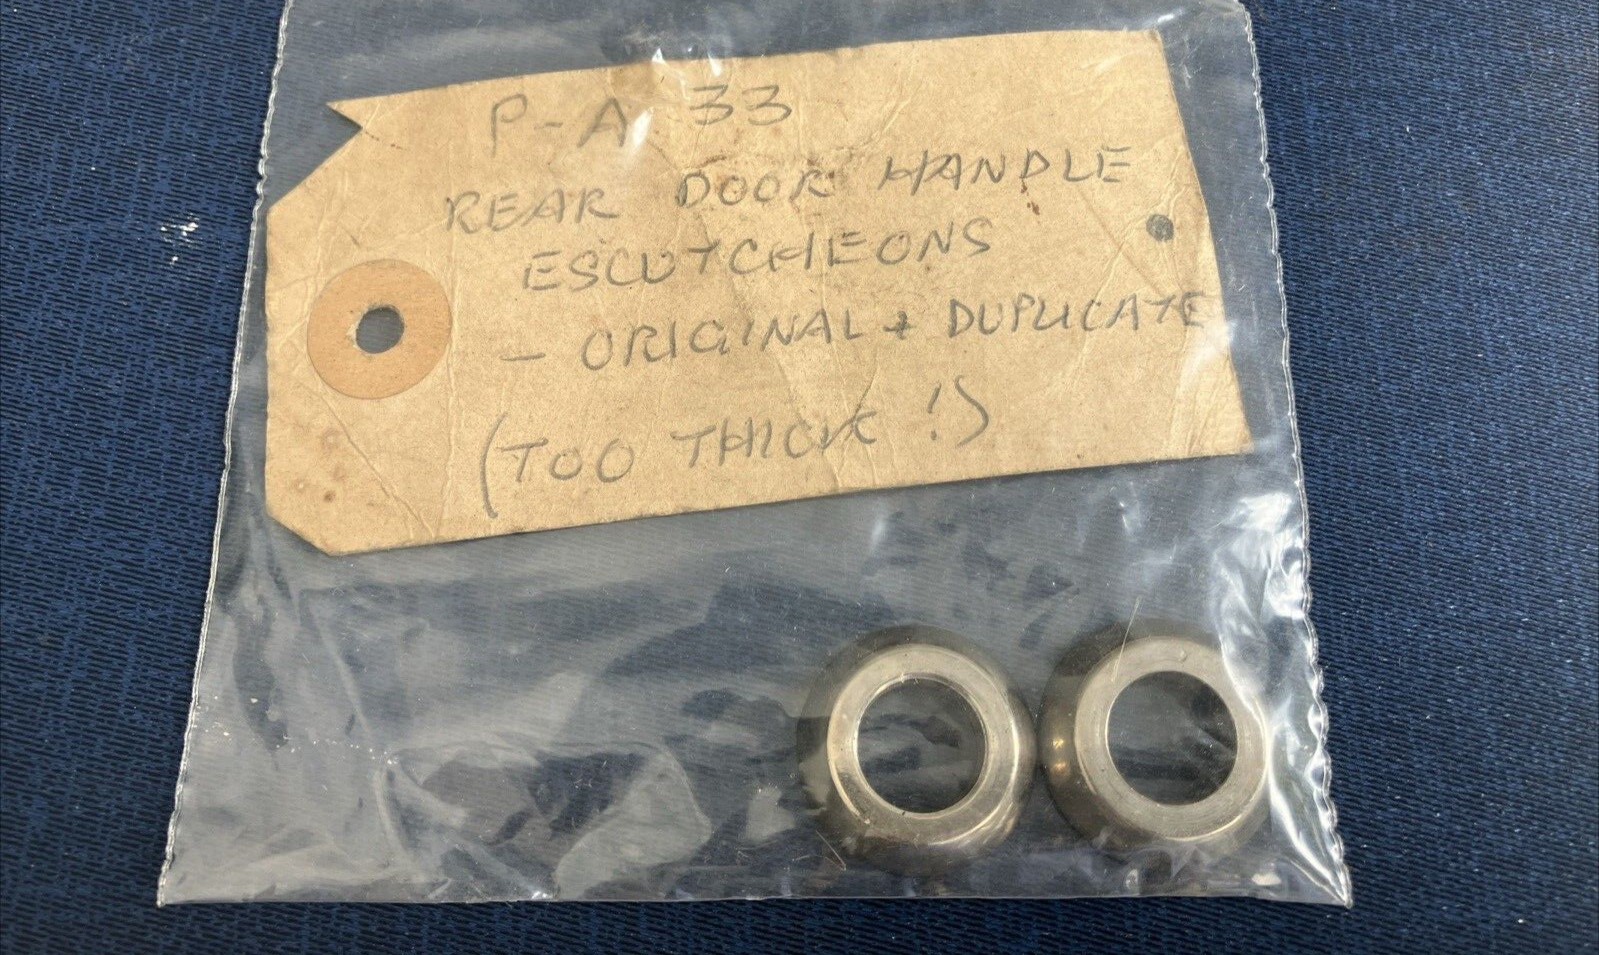 P-A 33
REAR DOOR HANDLE
ESCUTCHEONS
- ORIGINAL + DUPLICATE
(TOO THICK !)